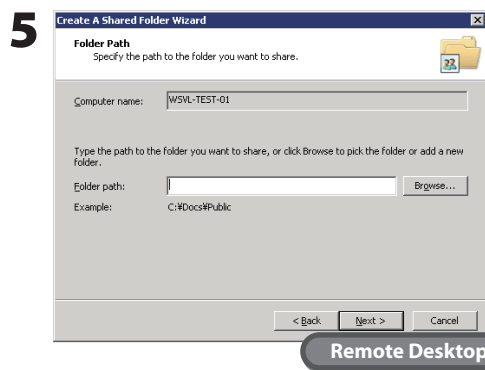 5
Create A Shared Folder Wizard
Folder Path
Specify the path to the folder you want to share.
Computer name:
WSVL-TEST-01
Type the path to the folder you want to share, or click Browse to pick the folder or add a new
folder.
Folder path:
Browse...
Example:
C:¥Docs¥Public
< Back
Next >
Cancel
Remote Desktop